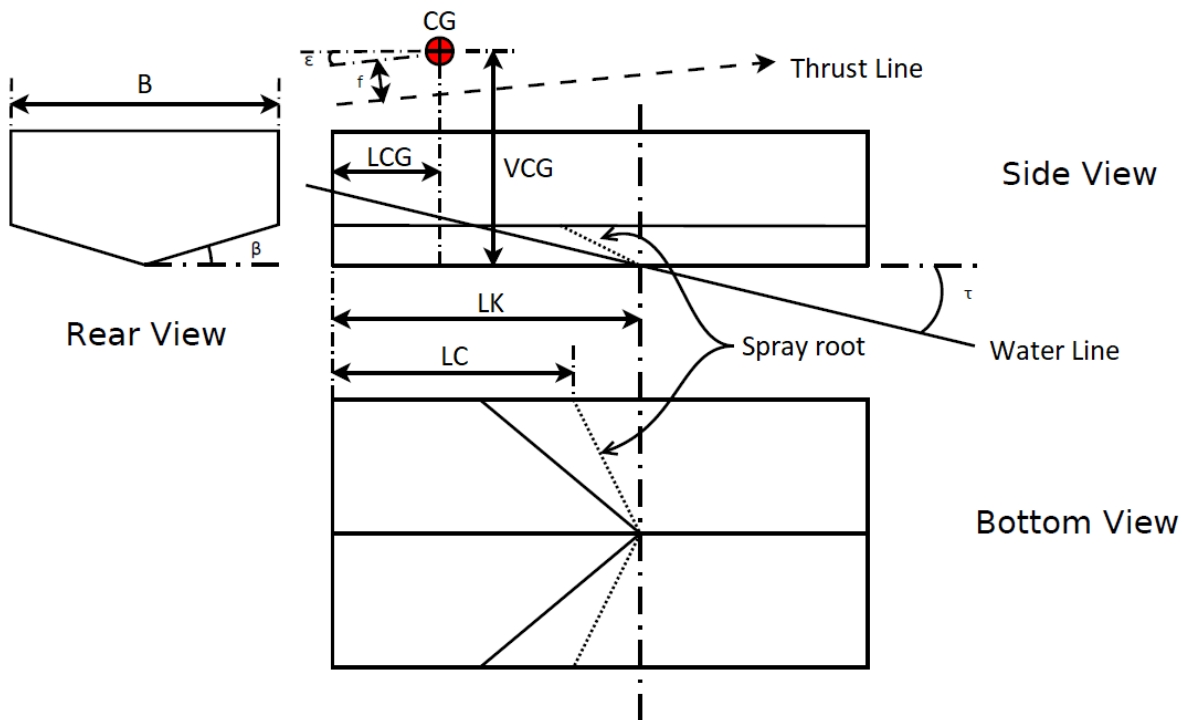 CG
ε
f
Thrust Line
B
LCG
VCG
Side View
β
τ
Rear View
LK
Spray root
Water Line
LC
Bottom View